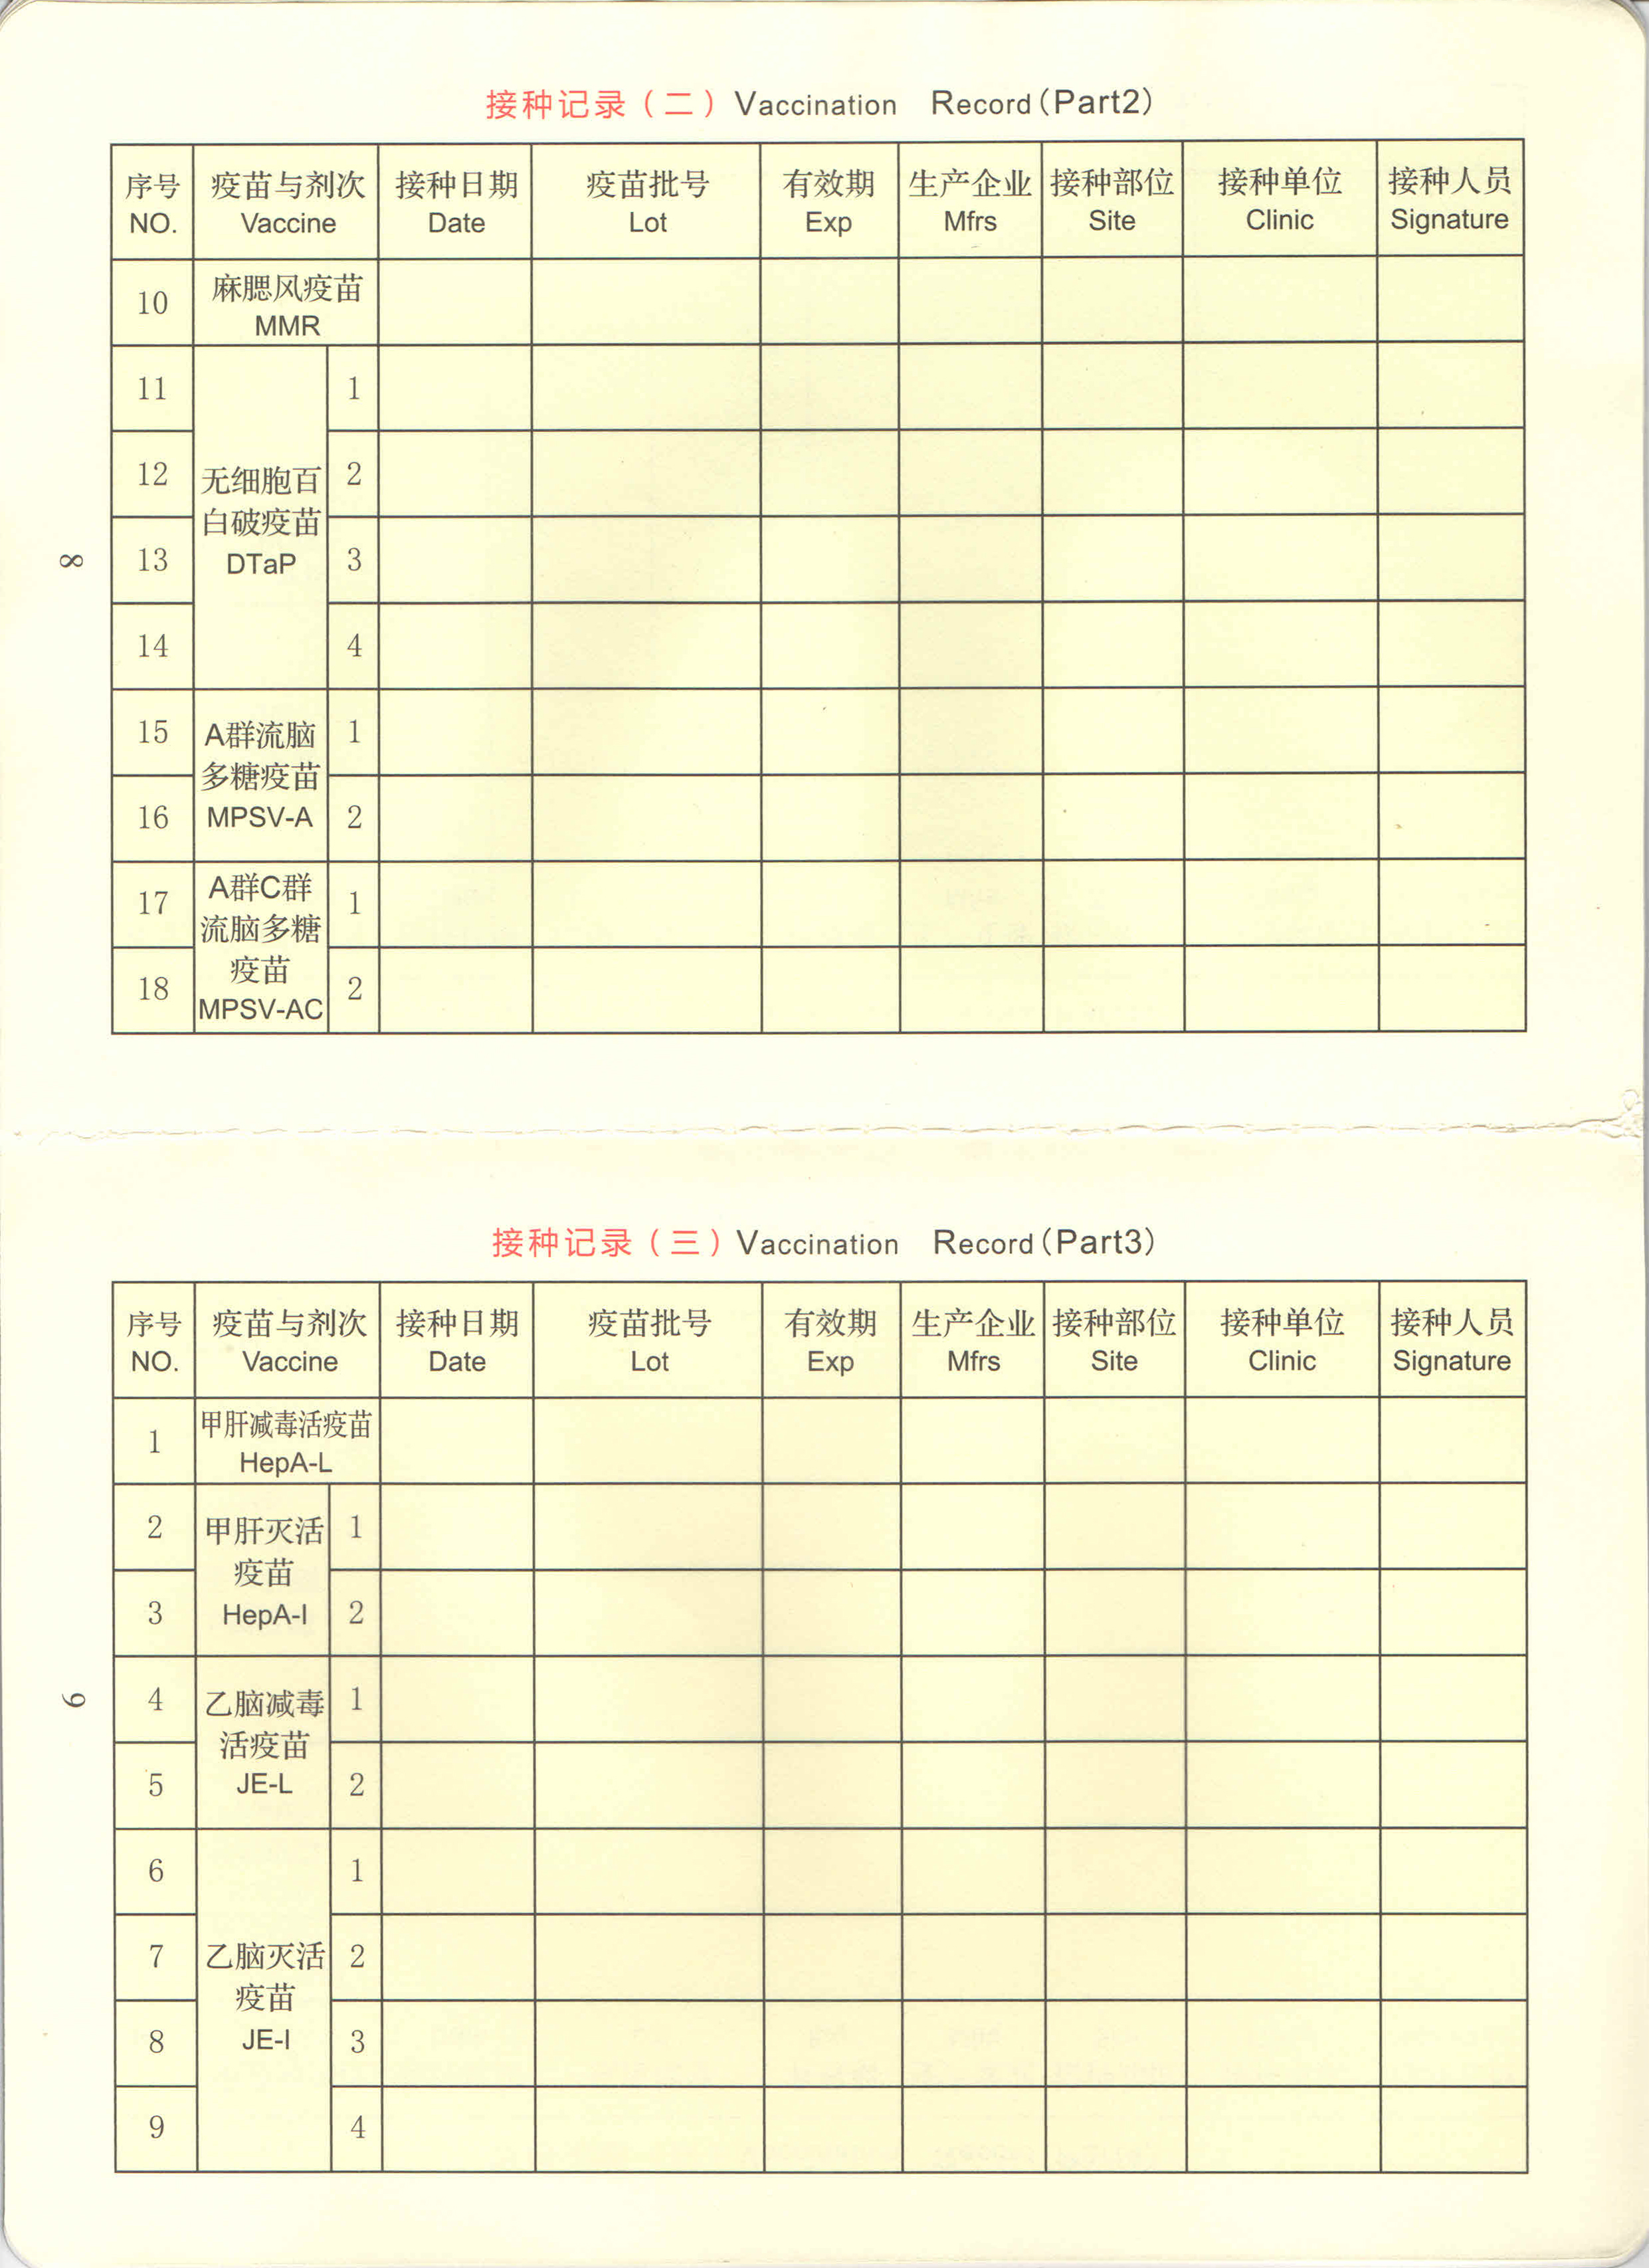 接种记录（二）Vaccination Record(Part2)
序号 疫苗与剂次 接种日期 疫苗批号 有效期 生产企业 接种部位 接种单位 接种人员
NO. Vaccine Date Lot Exp Mfrs Site Clinic Signature
10 麻腮风疫苗
MMR
11 1
12 无细胞百 2
白破疫苗
13 DTaP 3
14 4
15 A群流脑 1
多糖疫苗
16 MPSV-A 2
17 A群C群 1
流脑多糖
疫苗
18 2
MPSV-AC
8
接种记录（三）Vaccination Record(Part3)
序号 疫苗与剂次 接种日期 疫苗批号 有效期 生产企业 接种部位 接种单位 接种人员
NO. Vaccine Date Lot Exp Mfrs Site Clinic Signature
1 甲肝减毒活疫苗
HepA-L
2 甲肝灭活 1
疫苗
3 HepA-I 2
4 乙脑减毒 1
活疫苗
5 JE-L 2
6 1
7 乙脑灭活 2
疫苗
8 JE-I 3
9 4
9